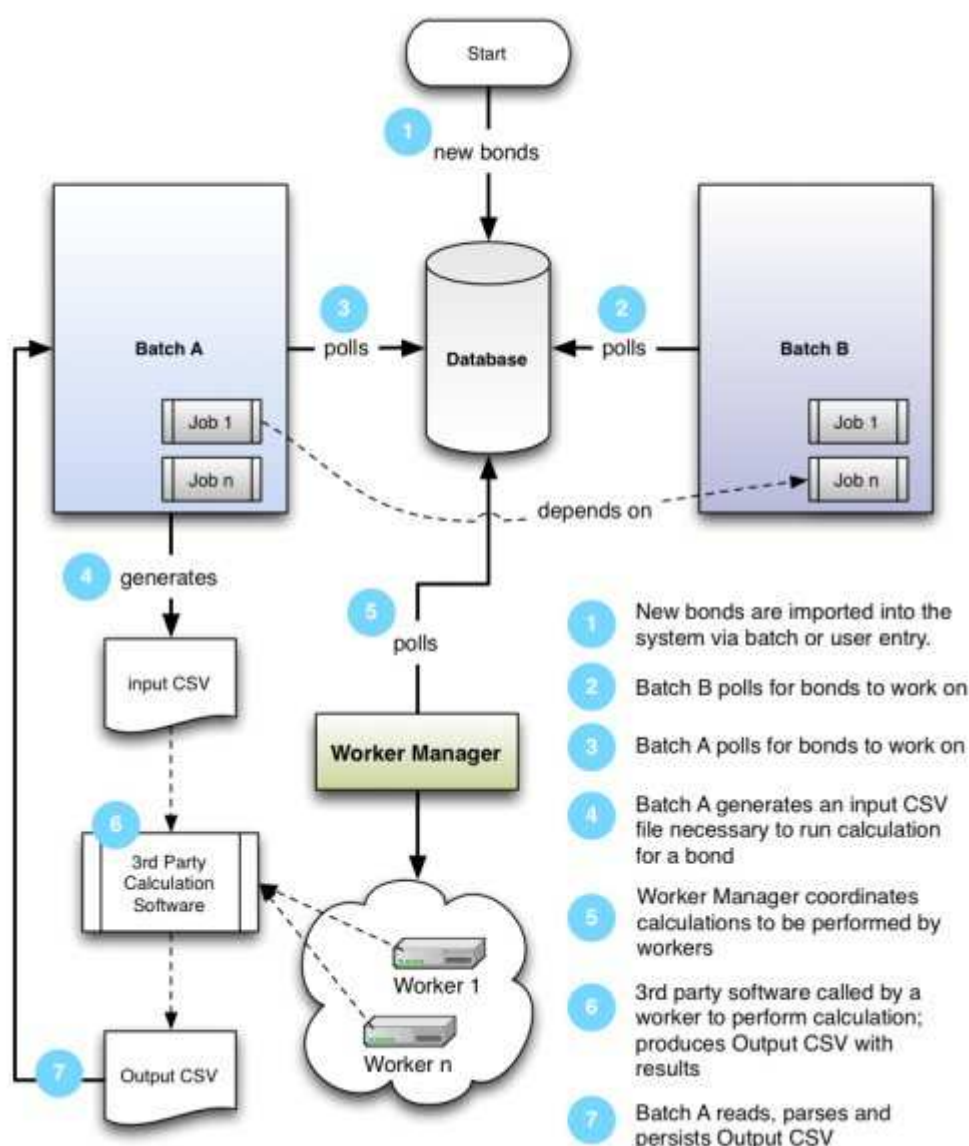 Start
1
new bonds
Batch A
Job 1
Job n
3
polls
Database
2
polls
Batch B
Job 1
Job n
depends on
4
generates
5
polls
input CSV
Worker Manager
6
3rd Party
Calculation
Software
Worker 1
Worker n
7
Output CSV
1
New bonds are imported into the
system via batch or user entry.
2
Batch B polls for bonds to work on
3
Batch A polls for bonds to work on
4
Batch A generates an input CSV
file necessary to run calculation
for a bond
5
Worker Manager coordinates
calculations to be performed by
workers
6
3rd party software called by a
worker to perform calculation;
produces Output CSV with
results
7
Batch A reads, parses and
persists Output CSV